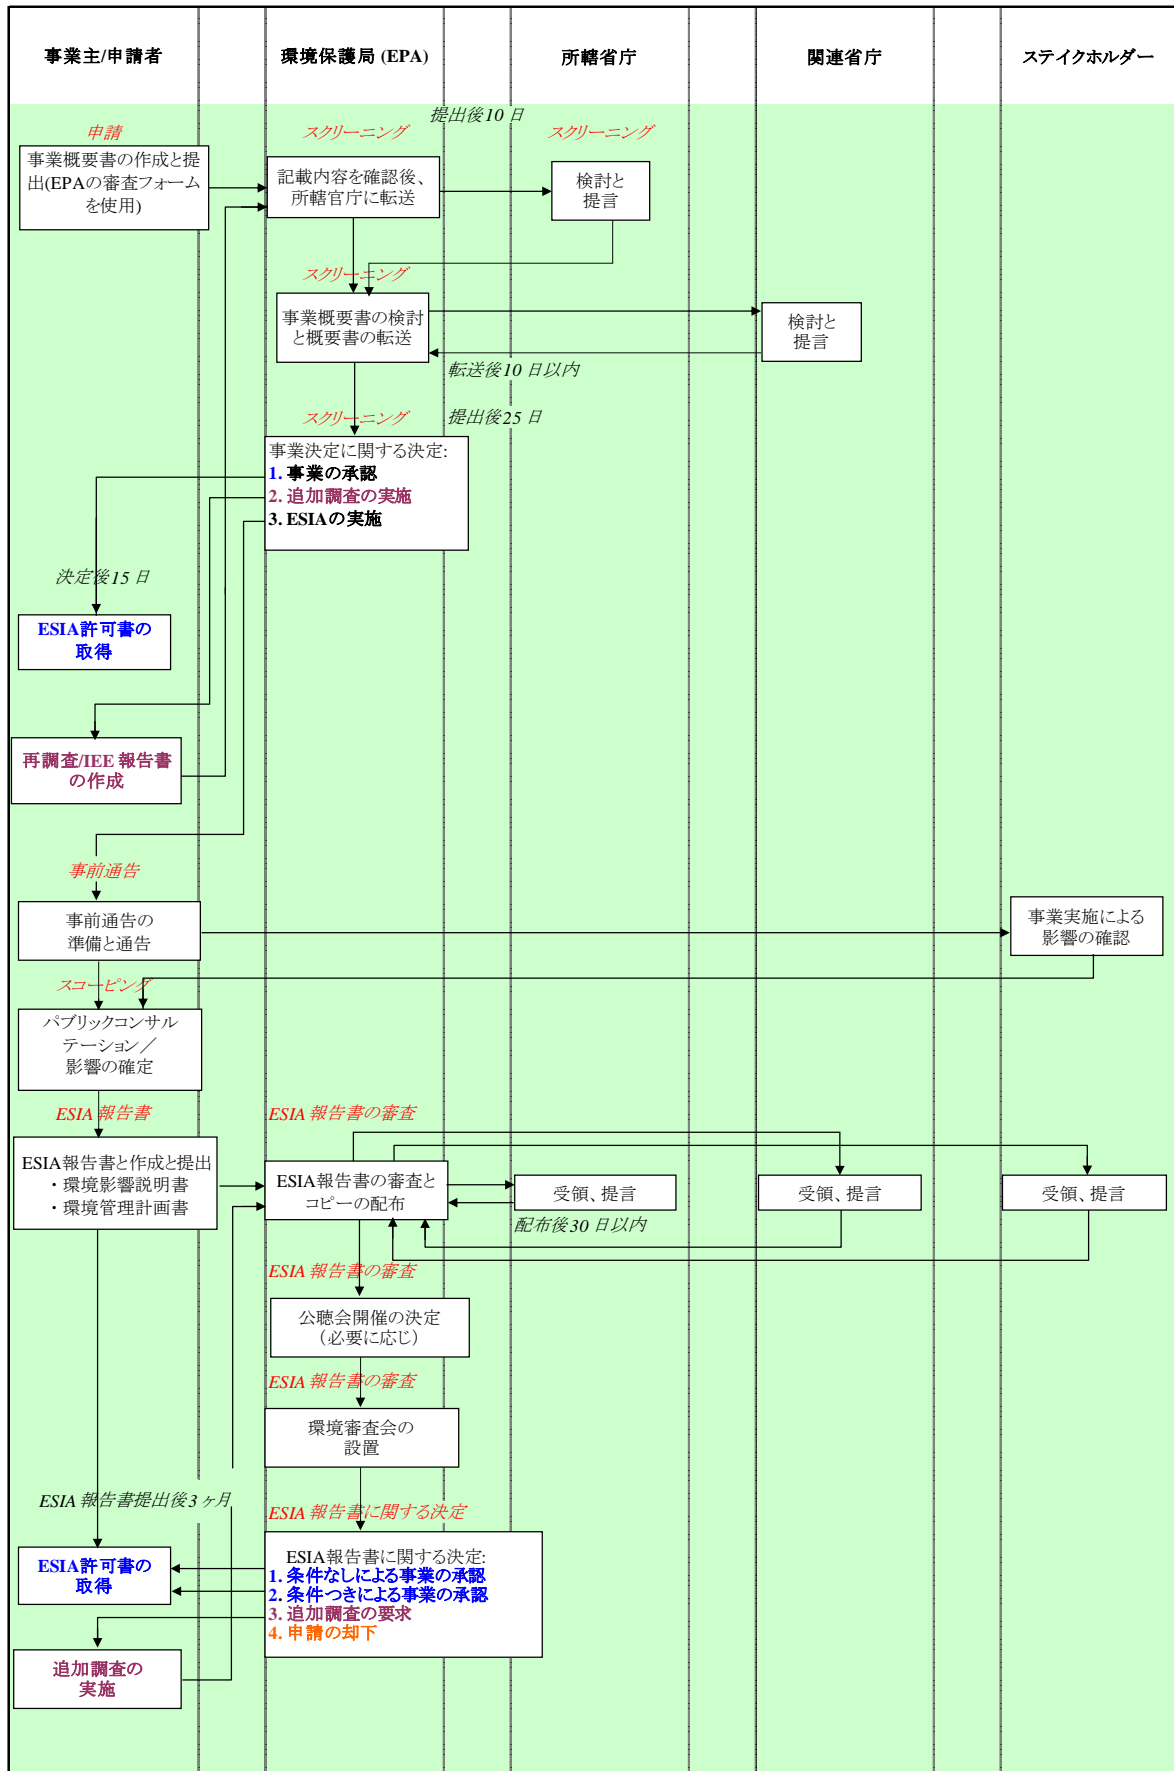 事業主/申請者
環境保護局 (EPA)
所轄省庁
関連省庁
ステイクホルダー
提出後10 日
申請
スクリーニング
スクリーニング
事業概要書の作成と提
出(EPAの審査フォーム
を使用)
記載内容を確認後、
所轄官庁に転送
検討と
提言
スクリーニング
事業概要書の検討
と概要書の転送
検討と
提言
転送後10 日以内
スクリーニング
提出後25 日
事業決定に関する決定:
1. 事業の承認
2. 追加調査の実施
3. ESIAの実施
決定後15 日
ESIA許可書の
取得
再調査/IEE 報告書
の作成
事前通告
事前通告の
準備と通告
事業実施による
影響の確認
スコーピング
パブリックコンサル
テーション／
影響の確定
ESIA 報告書
ESIA 報告書の審査
ESIA報告書と作成と提出
・環境影響説明書
・環境管理計画書
ESIA報告書の審査と
コピーの配布
受領、提言
受領、提言
受領、提言
配布後30 日以内
ESIA 報告書の審査
公聴会開催の決定
（必要に応じ）
ESIA 報告書の審査
環境審査会の
設置
ESIA 報告書提出後3 ヶ月
ESIA 報告書に関する決定
ESIA許可書の
取得
ESIA報告書に関する決定:
1. 条件なしによる事業の承認
2. 条件つきによる事業の承認
3. 追加調査の要求
4. 申請の却下
追加調査の
実施